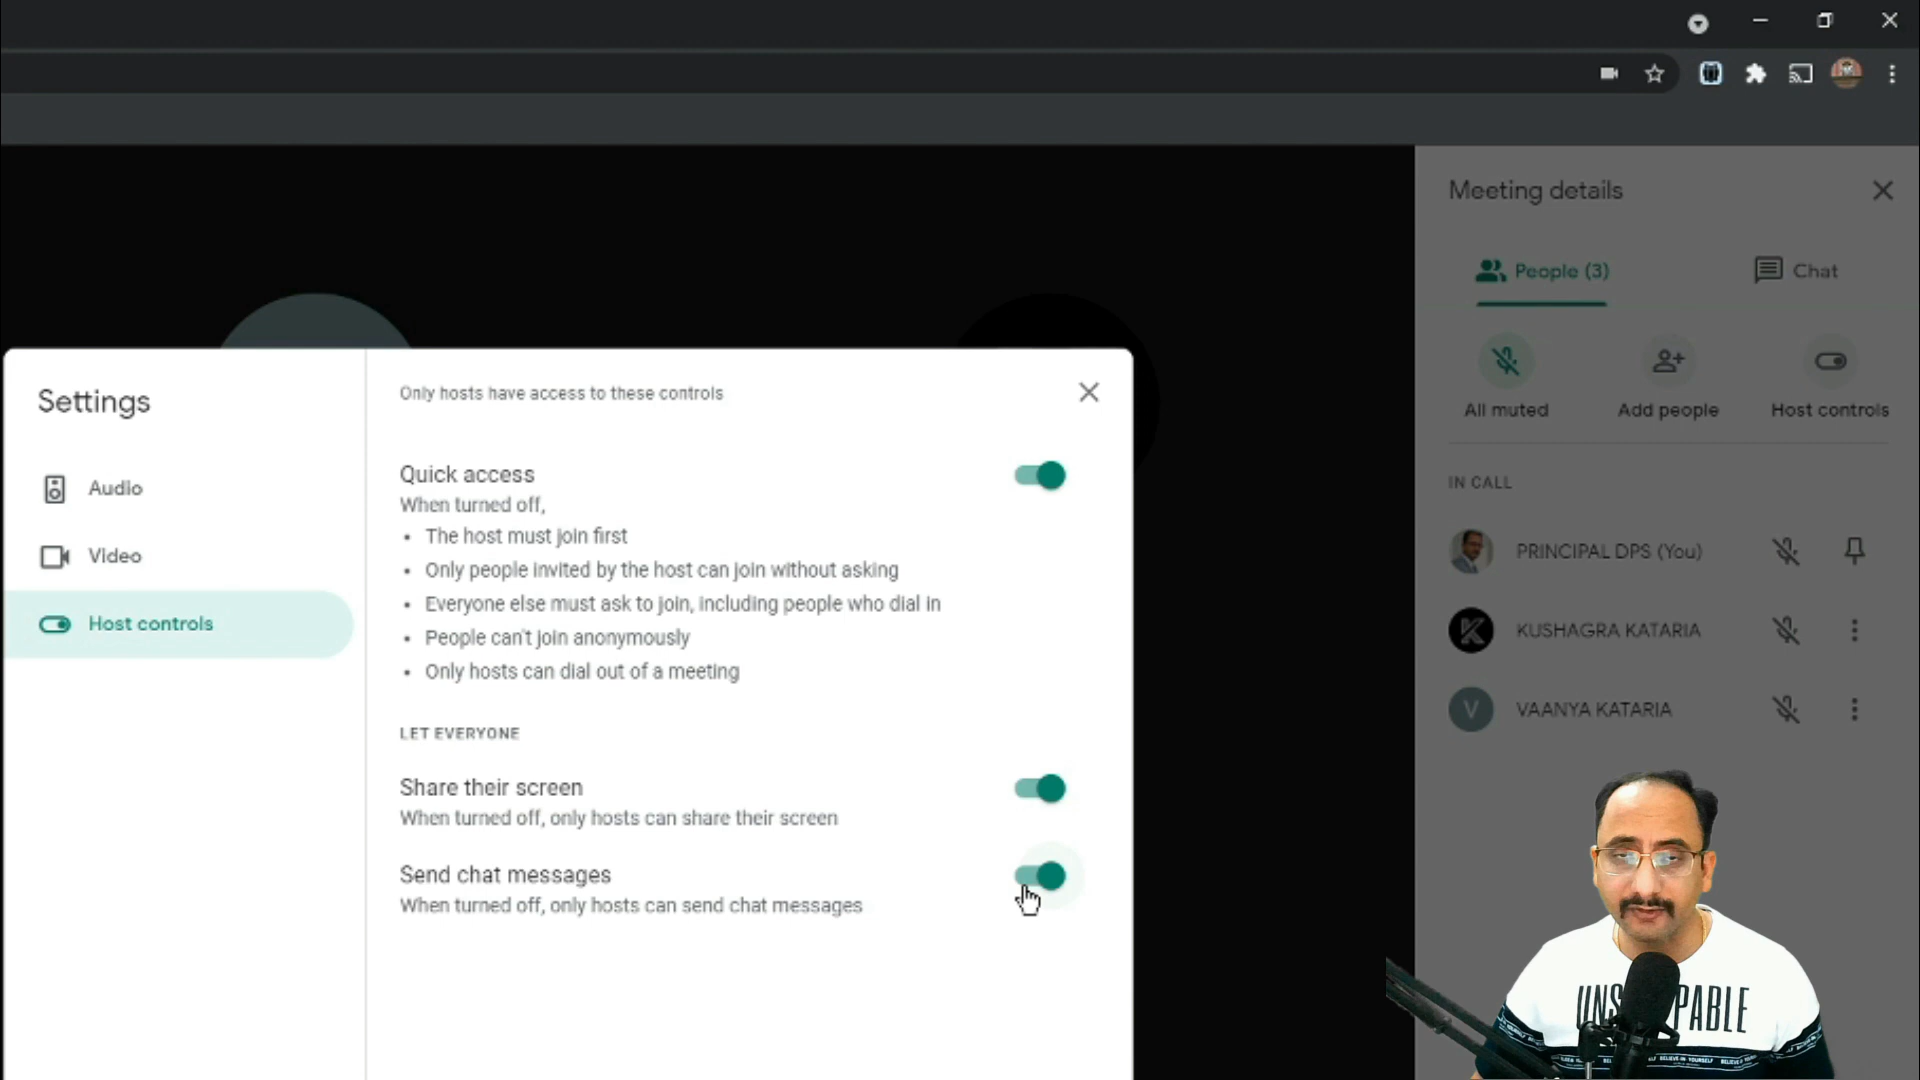 Settings
Audio
Video
Host controls
Only hosts have access to these controls
Quick access
When turned off,
• The host must join first
• Only people invited by the host can join without asking
• Everyone else must ask to join, including people who dial in
• People can't join anonymously
• Only hosts can dial out of a meeting
LET EVERYONE
Share their screen
When turned off, only hosts can share their screen
Send chat messages
When turned off, only hosts can send chat messages
Meeting details
People (3)
Chat
All muted
Add people
Host controls
IN CALL
PRINCIPAL DPS (You)
KUSHAGRA KATARIA
V
VAANYA KATARIA
UNS PABLE
BELIEVE IN YOURSELF